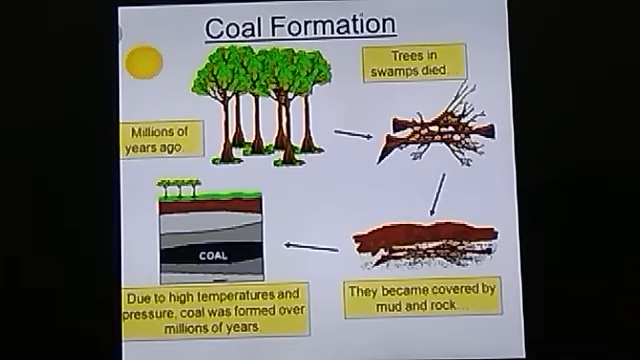 Coal Formation
Trees in
swamps died...
Millions of
years ago.
COAL
Due to high temperatures and
pressure, coal was formed over
millions of years.
They became covered by
mud and rock...